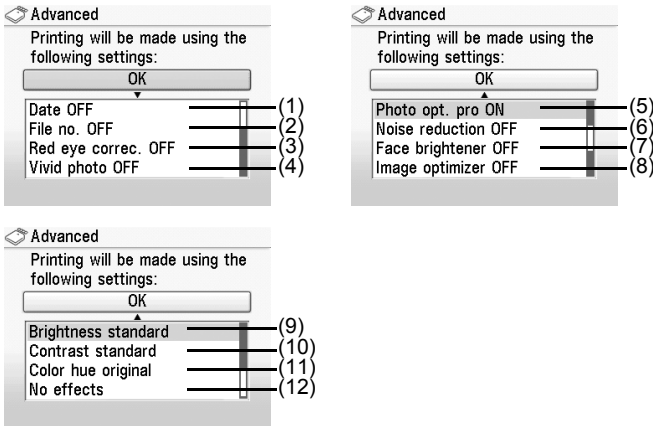 Advanced
Printing will be made using the
following settings:
OK
Date OFF (1)
File no. OFF (2)
Red eye correc. OFF (3)
Vivid photo OFF (4)
Advanced
Printing will be made using the
following settings:
OK
Photo opt. pro ON (5)
Noise reduction OFF (6)
Face brightener OFF (7)
Image optimizer OFF (8)
Advanced
Printing will be made using the
following settings:
OK
Brightness standard (9)
Contrast standard (10)
Color hue original (11)
No effects (12)